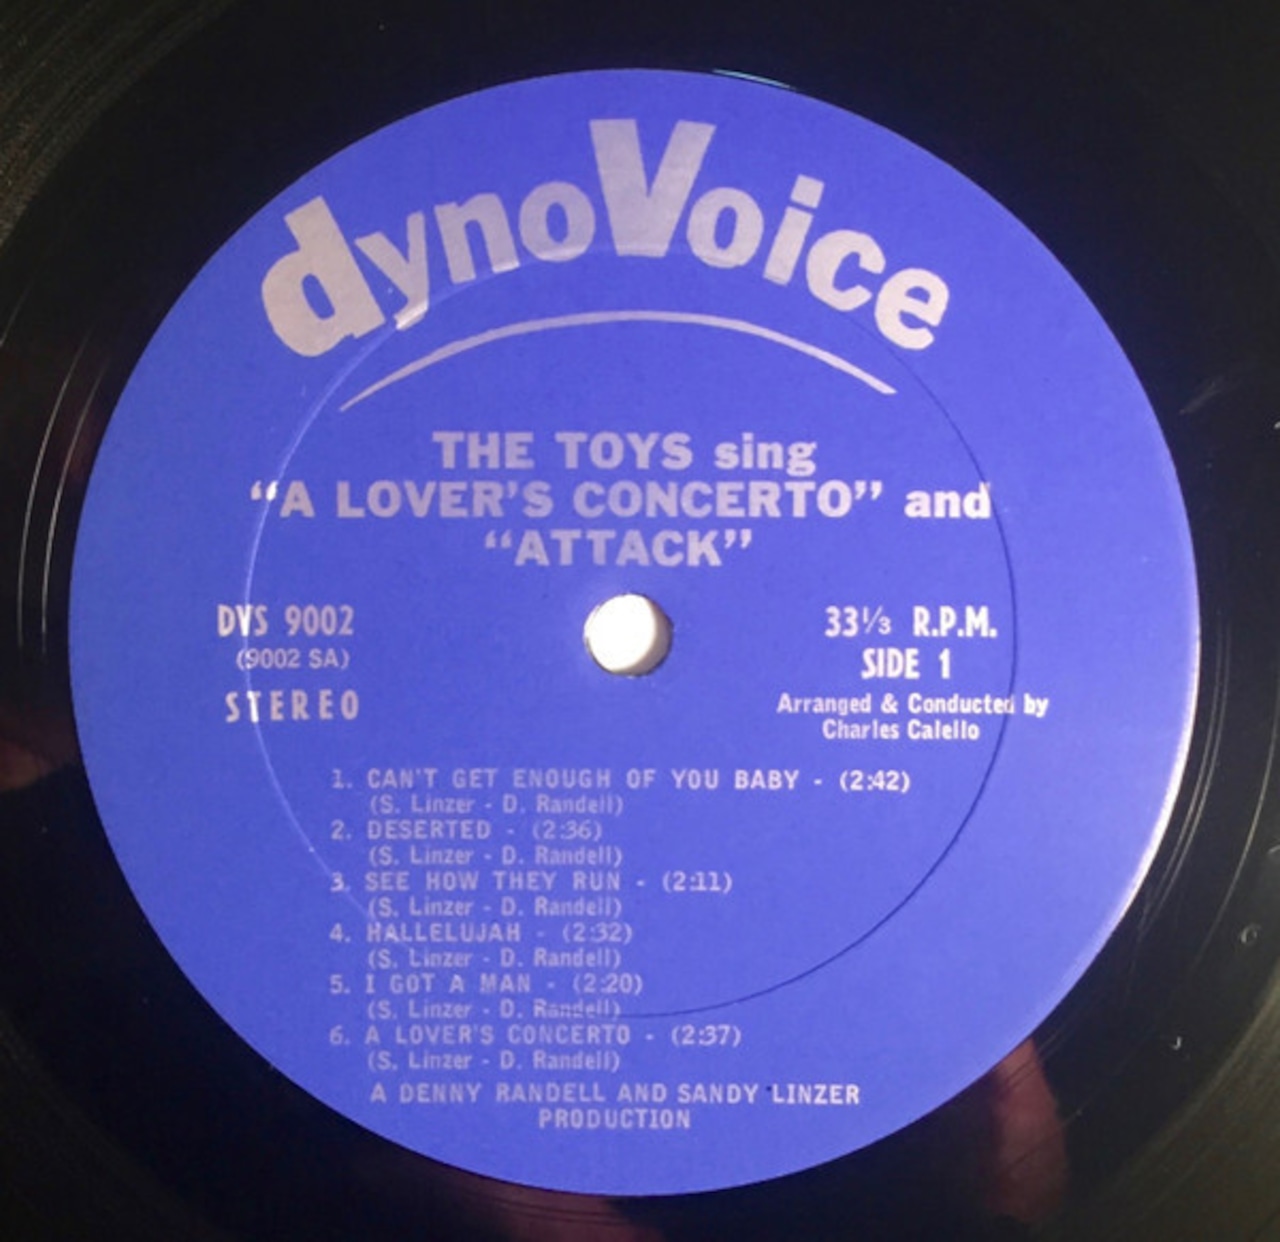 dynoVoice
THE TOYS sing
“A LOVER’S CONCERTO” and
“ATTACK”
DVS 9002
(9002 SA)
STEREO
33⅓ R.P.M.
SIDE 1
Arranged & Conducted by
Charles Calello
1. CAN'T GET ENOUGH OF YOU BABY - (2:42)
(S. Linzer - D. Randell)
2. DESERTED - (2:36)
(S. Linzer - D. Randell)
3. SEE HOW THEY RUN - (2:11)
(S. Linzer - D. Randell)
4. HALLELUJAH - (2:32)
(S. Linzer - D. Randell)
5. I GOT A MAN - (2:20)
(S. Linzer - D. Randell)
6. A LOVER'S CONCERTO - (2:37)
(S. Linzer - D. Randell)
A DENNY RANDELL AND SANDY LINZER
PRODUCTION